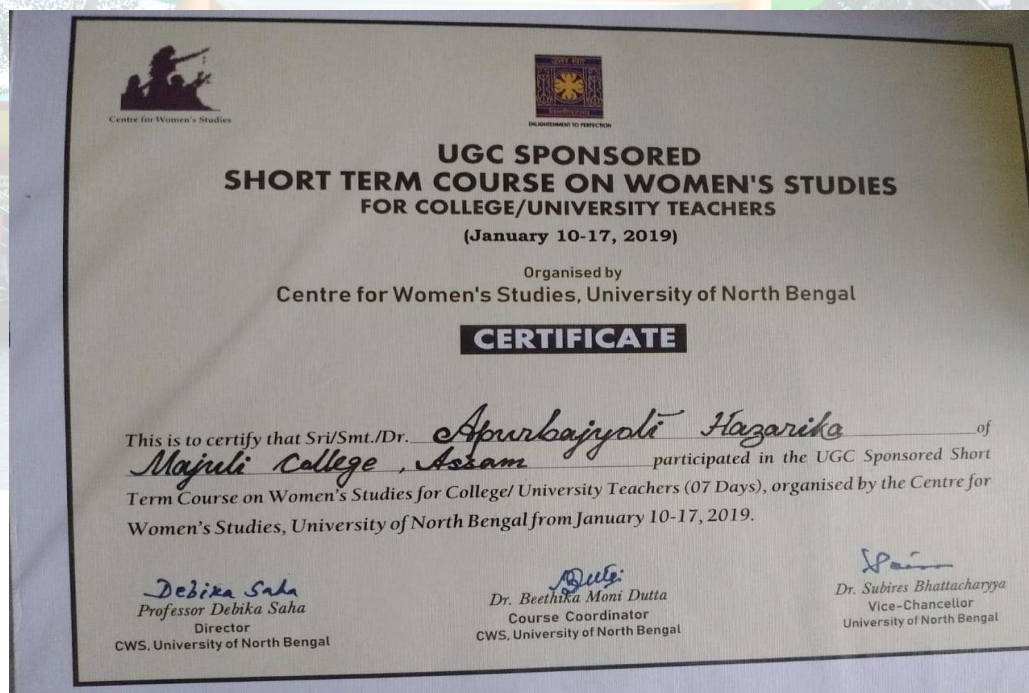 Centre for Women's Studies
ENLIGHTENMENT TO PERFECTION
UGC SPONSORED
SHORT TERM COURSE ON WOMEN'S STUDIES
FOR COLLEGE/UNIVERSITY TEACHERS
(January 10-17, 2019)
Organised by
Centre for Women's Studies, University of North Bengal
CERTIFICATE
This is to certify that Sri/Smt./Dr. Apurbajyoti Hazarika of
Majuli College, Assam participated in the UGC Sponsored Short
Term Course on Women's Studies for College/ University Teachers (07 Days), organised by the Centre for
Women's Studies, University of North Bengal from January 10-17, 2019.
Debika Saha
Professor Debika Saha
Director
CWS, University of North Bengal
Dr. Beethika Moni Dutta
Course Coordinator
CWS, University of North Bengal
Dr. Subires Bhattacharyya
Vice-Chancellor
University of North Bengal